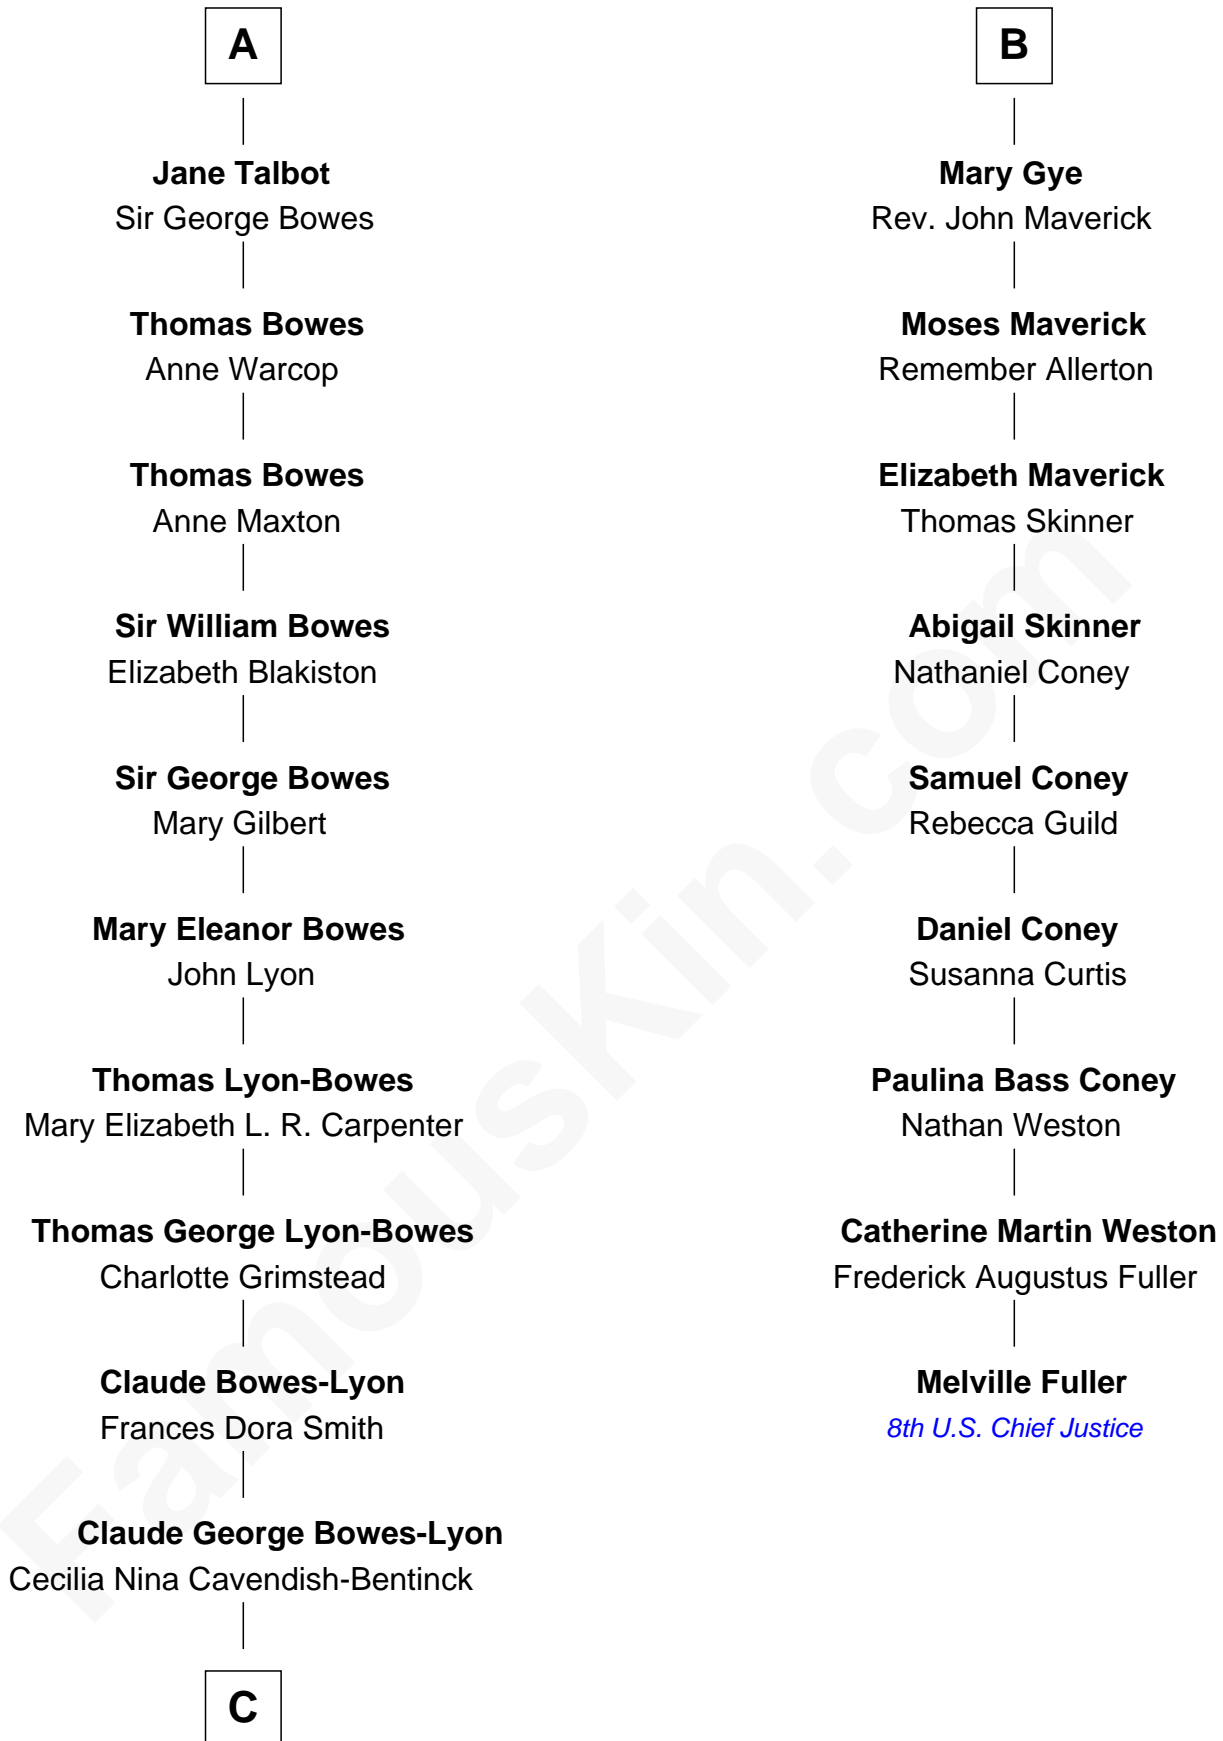 A
Jane Talbot
Sir George Bowes
Thomas Bowes
Anne Warcop
Thomas Bowes
Anne Maxton
Sir William Bowes
Elizabeth Blakiston
Sir George Bowes
Mary Gilbert
Mary Eleanor Bowes
John Lyon
Thomas Lyon-Bowes
Mary Elizabeth L. R. Carpenter
Thomas George Lyon-Bowes
Charlotte Grimstead
Claude Bowes-Lyon
Frances Dora Smith
Claude George Bowes-Lyon
Cecilia Nina Cavendish-Bentinck
C
B
Mary Gye
Rev. John Maverick
Moses Maverick
Remember Allerton
Elizabeth Maverick
Thomas Skinner
Abigail Skinner
Nathaniel Coney
Samuel Coney
Rebecca Guild
Daniel Coney
Susanna Curtis
Paulina Bass Coney
Nathan Weston
Catherine Martin Weston
Frederick Augustus Fuller
Melville Fuller
8th U.S. Chief Justice
FamousKin.com